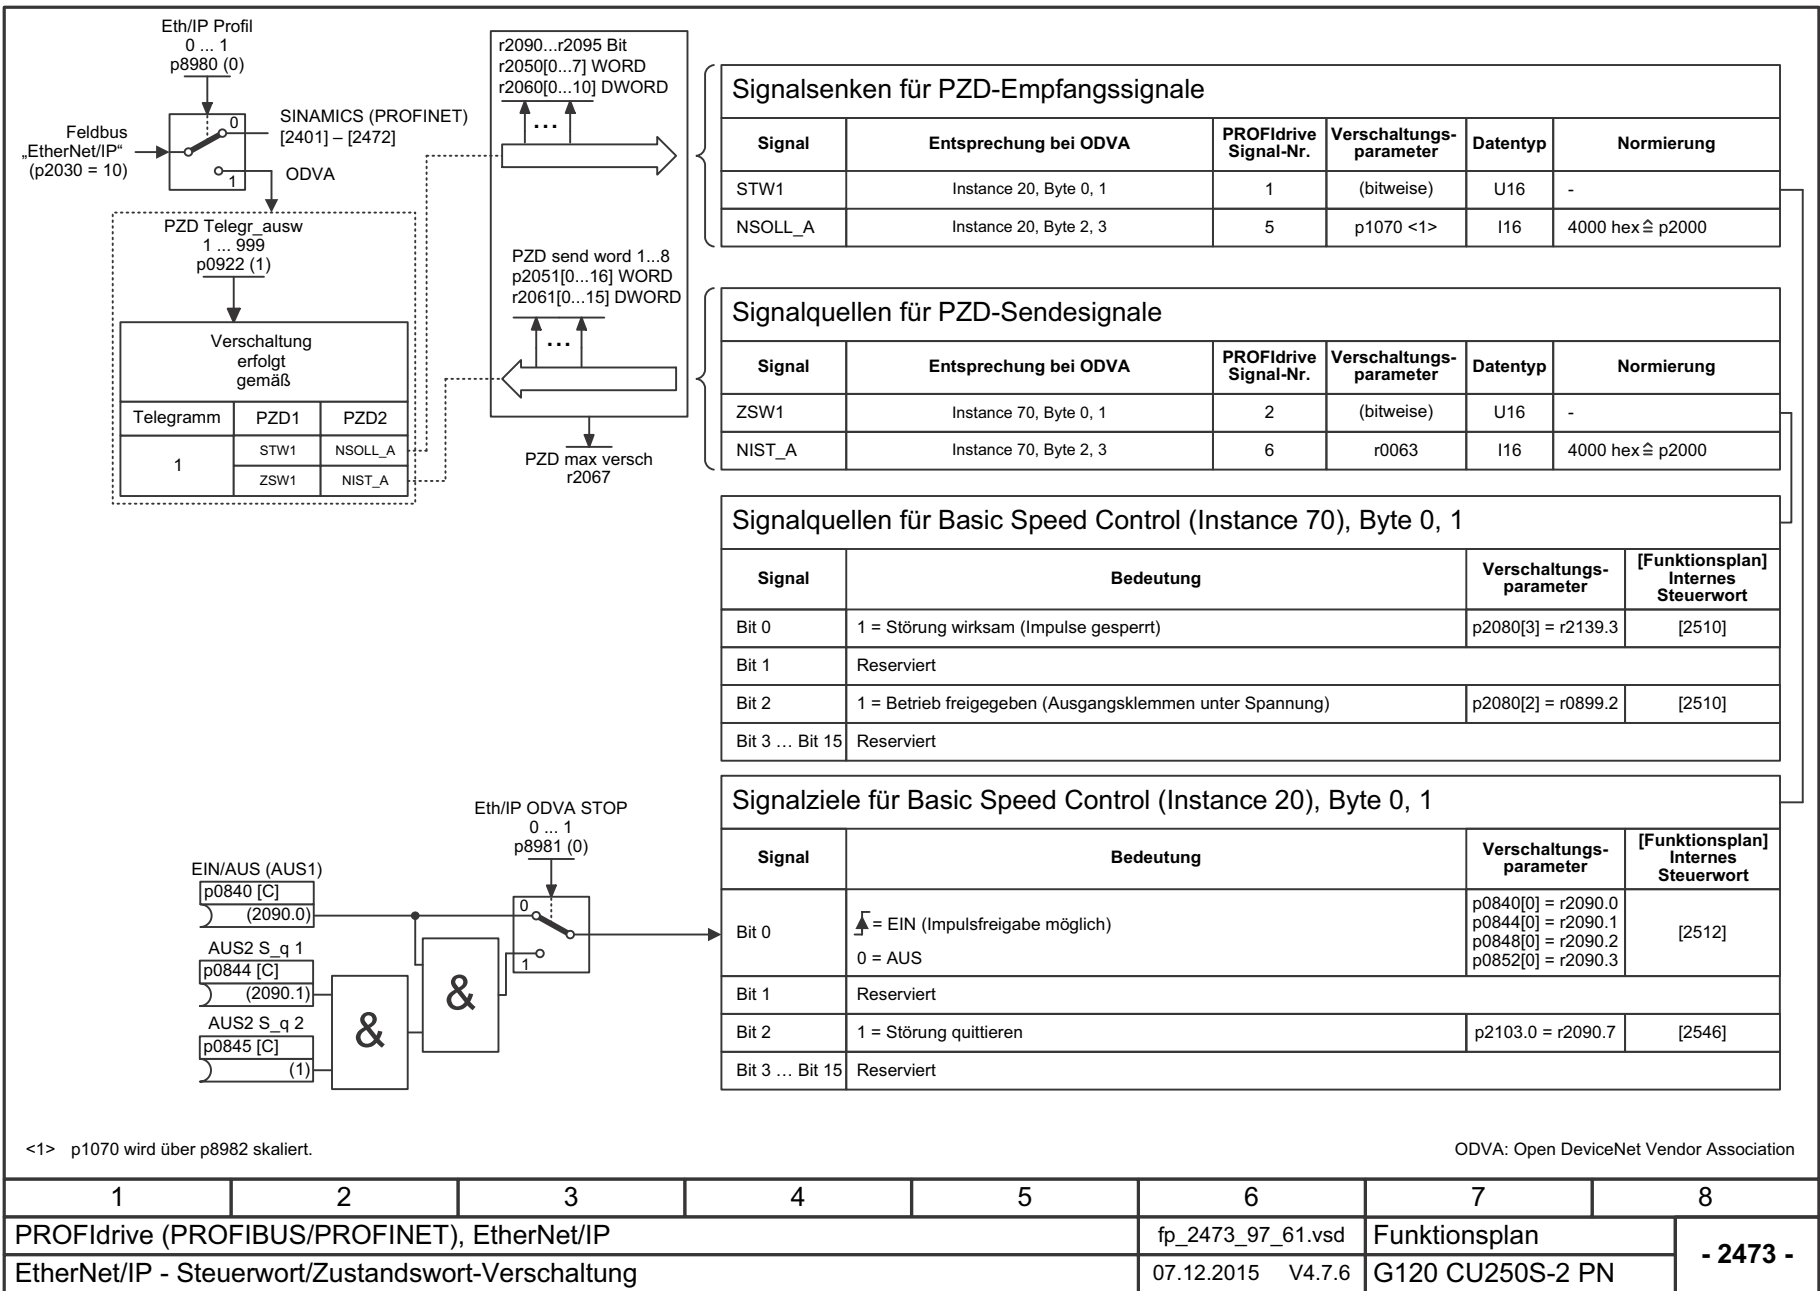 Eth/IP Profil
0 ... 1
p8980 (0)
Feldbus
„EtherNet/IP“
(p2030 = 10)
0
1
SINAMICS (PROFINET)
[2401] – [2472]
ODVA
PZD Telegr_ausw
1 ... 999
p0922 (1)
Verschaltung
erfolgt
gemäß
Telegramm PZD1 PZD2
1 STW1 NSOLL_A
ZSW1 NIST_A
r2090...r2095 Bit
r2050[0...7] WORD
r2060[0...10] DWORD
...
PZD send word 1...8
p2051[0...16] WORD
r2061[0...15] DWORD
...
PZD max versch
r2067
Signalsenken für PZD-Empfangssignale
Signal Entsprechung bei ODVA PROFIdrive Signal-Nr. Verschaltungs-parameter Datentyp Normierung
STW1 Instance 20, Byte 0, 1 1 (bitweise) U16 -
NSOLL_A Instance 20, Byte 2, 3 5 p1070 <1> I16 4000 hex ≙ p2000
Signalquellen für PZD-Sendesignale
Signal Entsprechung bei ODVA PROFIdrive Signal-Nr. Verschaltungs-parameter Datentyp Normierung
ZSW1 Instance 70, Byte 0, 1 2 (bitweise) U16 -
NIST_A Instance 70, Byte 2, 3 6 r0063 I16 4000 hex ≙ p2000
Signalquellen für Basic Speed Control (Instance 70), Byte 0, 1
Signal Bedeutung Verschaltungs-parameter [Funktionsplan] Internes Steuerwort
Bit 0 1 = Störung wirksam (Impulse gesperrt) p2080[3] = r2139.3 [2510]
Bit 1 Reserviert
Bit 2 1 = Betrieb freigegeben (Ausgangsklemmen unter Spannung) p2080[2] = r0899.2 [2510]
Bit 3 … Bit 15 Reserviert
Eth/IP ODVA STOP
0 ... 1
p8981 (0)
EIN/AUS (AUS1)
p0840 [C]
(2090.0)
AUS2 S_q 1
p0844 [C]
(2090.1)
AUS2 S_q 2
p0845 [C]
(1)
&
&
0
1
Signalziele für Basic Speed Control (Instance 20), Byte 0, 1
Signal Bedeutung Verschaltungs-parameter [Funktionsplan] Internes Steuerwort
Bit 0 = EIN (Impulsfreigabe möglich)
0 = AUS
p0840[0] = r2090.0
p0844[0] = r2090.1
p0848[0] = r2090.2
p0852[0] = r2090.3
[2512]
Bit 1 Reserviert
Bit 2 1 = Störung quittieren p2103.0 = r2090.7 [2546]
Bit 3 … Bit 15 Reserviert
<1> p1070 wird über p8982 skaliert.
ODVA: Open DeviceNet Vendor Association
1 2 3 4 5 6 7 8
PROFIdrive (PROFIBUS/PROFINET), EtherNet/IP fp_2473_97_61.vsd Funktionsplan
- 2473 -
EtherNet/IP - Steuerwort/Zustandswort-Verschaltung 07.12.2015 V4.7.6 G120 CU250S-2 PN